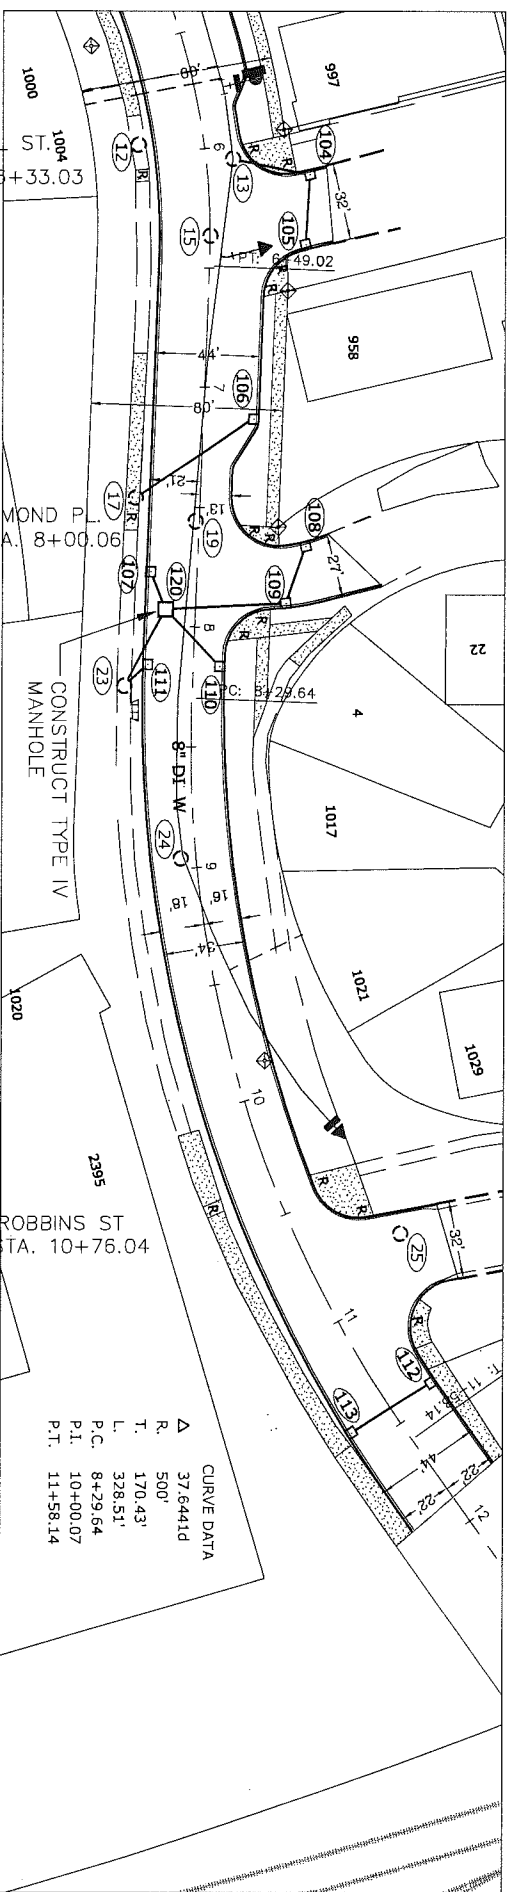 997
1000
1004
ST.
5+33.03
12
80'
6
R
13
R
R
104
32'
105
15
PT: 6+49.02
R
R
958
44'
80'
7
106
17
R
21'
13'
19
MOND PL.
A. 8+00.06
R
R
108
27'
109
107
120
8
R
22
111
110
23
PC: 8+29.64
4
CONSTRUCT TYPE IV
MANHOLE
8" DI W
24
9
1017
16'
18'
34'
1021
1020
1029
10
2395
R
ROBBINS ST
STA. 10+76.04
R
R
25
32'
11
R
112
113
T: 11+58.14
44'
22'
22'
12
CURVE DATA
Δ 37.6441d
R. 500'
T. 170.43'
L. 328.51'
P.C. 8+29.64
P.I. 10+00.07
P.T. 11+58.14